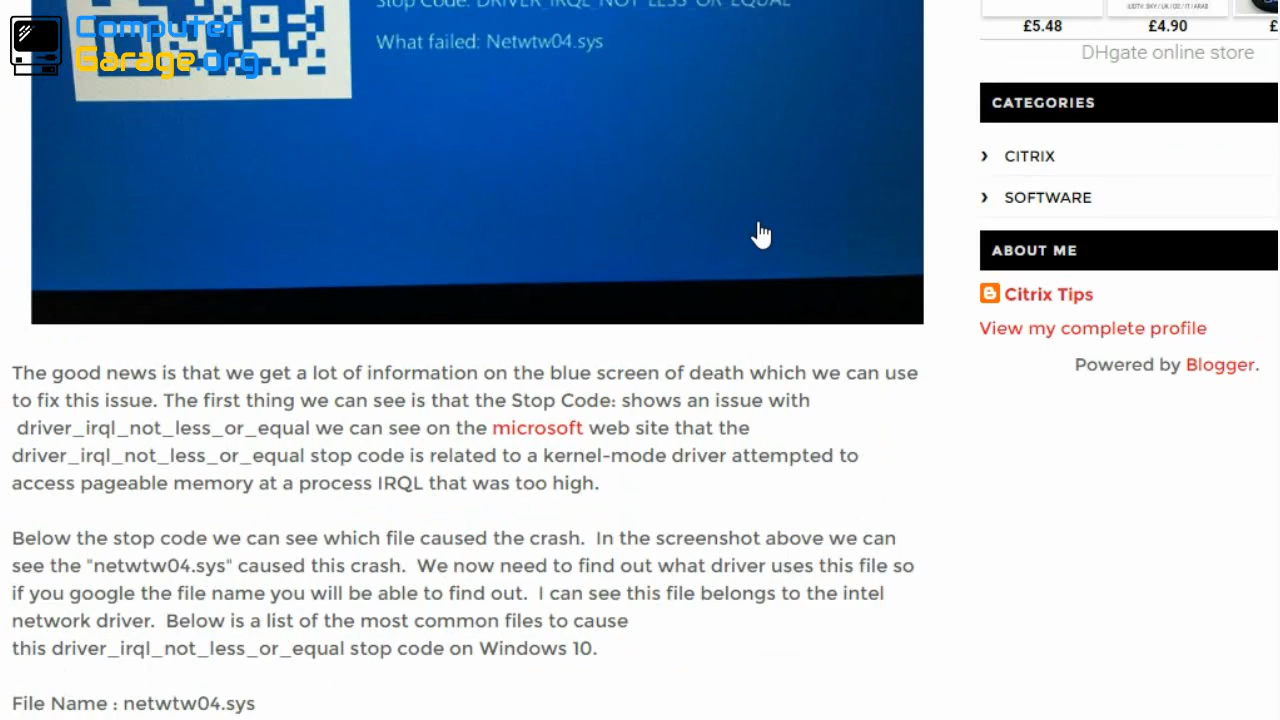 Computer
Garage.org
Stop Code: DRIVER_IRQL_NOT_LESS_OR_EQUAL
What failed: Netwtw04.sys
£5.48
£4.90
£
DHgate online store
CATEGORIES
› CITRIX
› SOFTWARE
ABOUT ME
Citrix Tips
View my complete profile
Powered by Blogger.
The good news is that we get a lot of information on the blue screen of death which we can use
to fix this issue. The first thing we can see is that the Stop Code: shows an issue with
driver_irql_not_less_or_equal we can see on the microsoft web site that the
driver_irql_not_less_or_equal stop code is related to a kernel-mode driver attempted to
access pageable memory at a process IRQL that was too high.
Below the stop code we can see which file caused the crash.  In the screenshot above we can
see the "netwtw04.sys" caused this crash.  We now need to find out what driver uses this file so
if you google the file name you will be able to find out.  I can see this file belongs to the intel
network driver.  Below is a list of the most common files to cause
this driver_irql_not_less_or_equal stop code on Windows 10.
File Name : netwtw04.sys